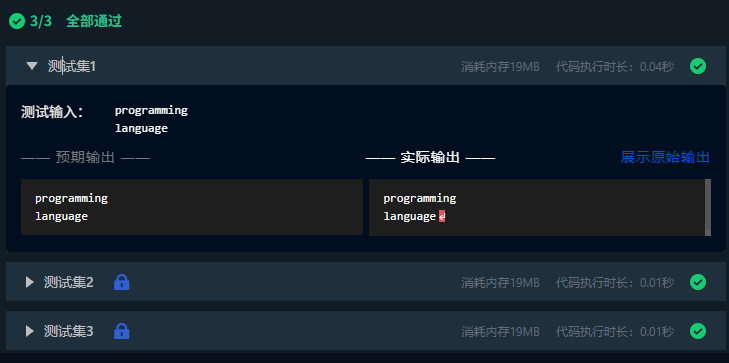 3/3 全部通过
测试集1 消耗内存19MB 代码执行时长：0.04秒
测试输入： programming
language
—— 预期输出 —— —— 实际输出 —— 展示原始输出
programming programming
language language↵
测试集2 消耗内存19MB 代码执行时长：0.01秒
测试集3 消耗内存19MB 代码执行时长：0.01秒